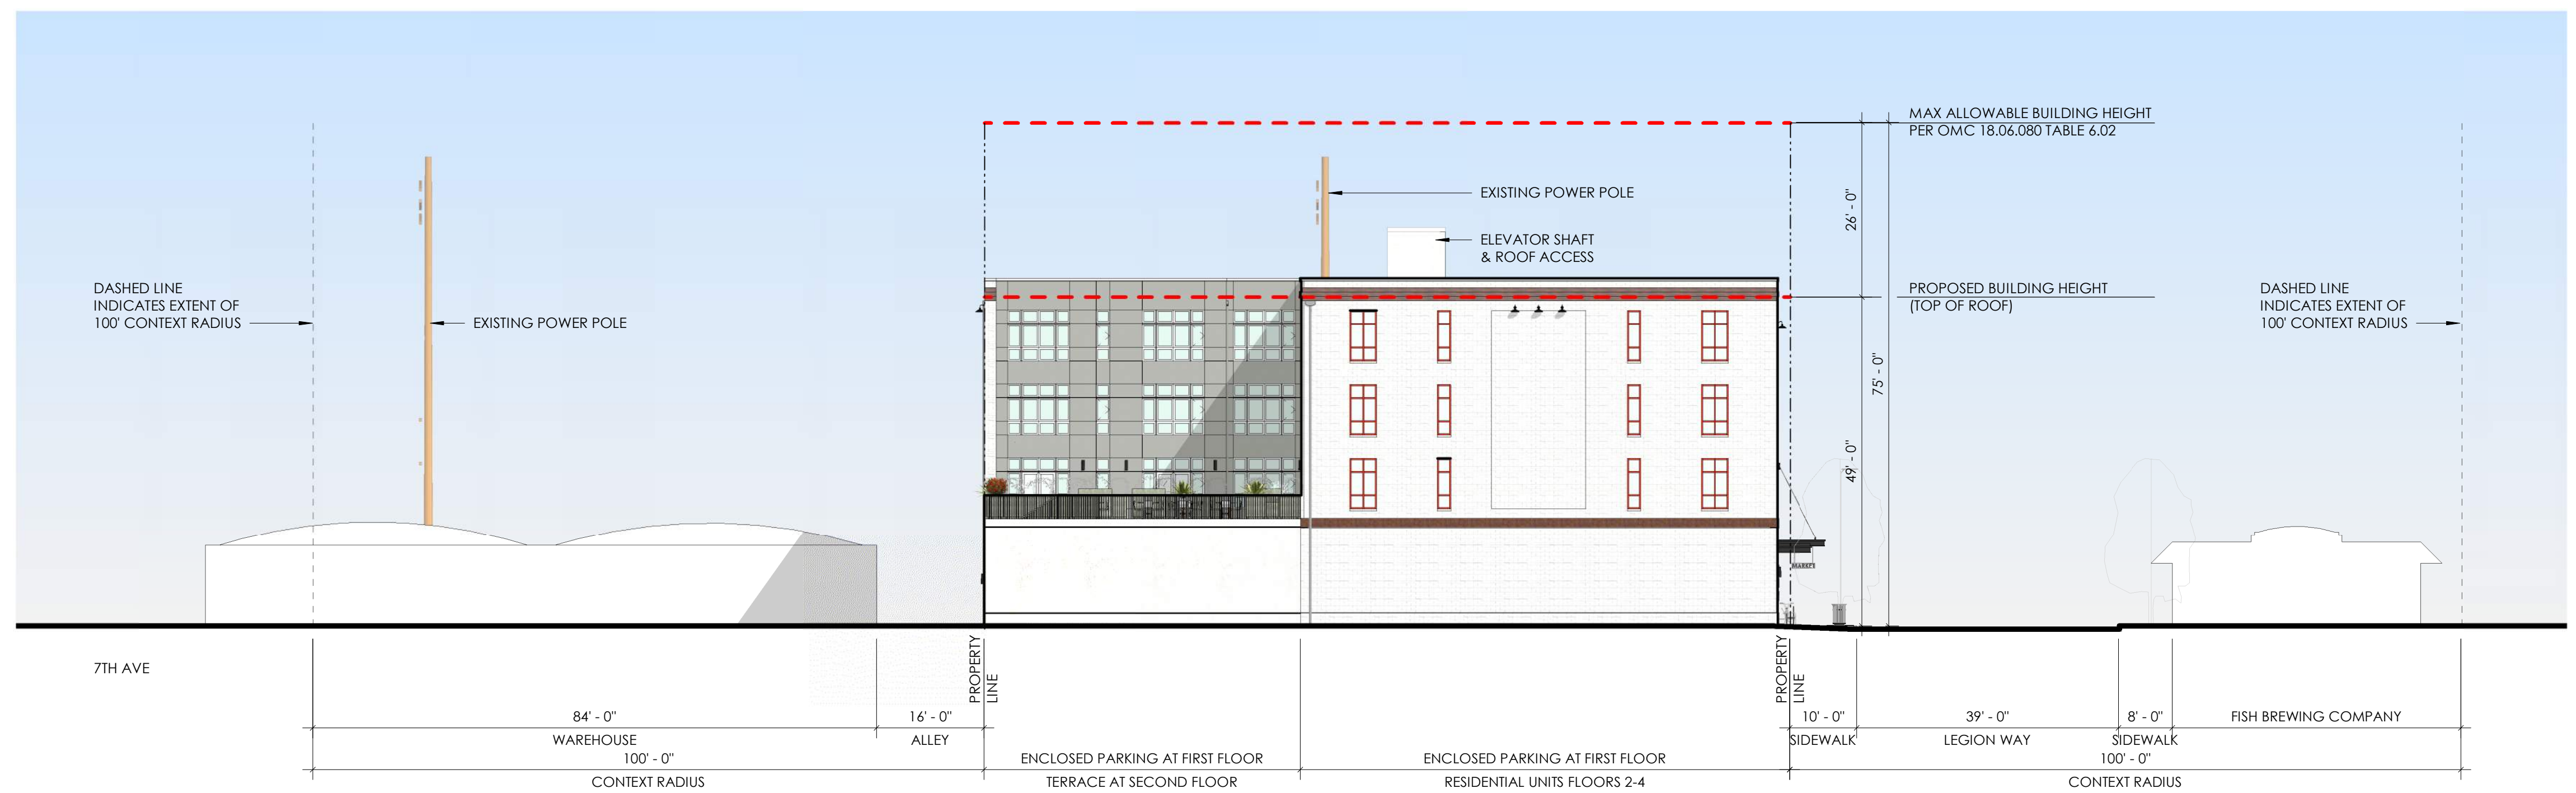 MAX ALLOWABLE BUILDING HEIGHT
PER OMC 18.06.080 TABLE 6.02
EXISTING POWER POLE
26' - 0"
ELEVATOR SHAFT
& ROOF ACCESS
DASHED LINE
INDICATES EXTENT OF
100' CONTEXT RADIUS
EXISTING POWER POLE
PROPOSED BUILDING HEIGHT
(TOP OF ROOF)
DASHED LINE
INDICATES EXTENT OF
100' CONTEXT RADIUS
75' - 0"
49' - 0"
MARKET
7TH AVE
PROPERTY
LINE
PROPERTY
LINE
84' - 0"
16' - 0"
10' - 0"
39' - 0"
8' - 0"
FISH BREWING COMPANY
WAREHOUSE
ALLEY
SIDEWALK
LEGION WAY
SIDEWALK
100' - 0"
ENCLOSED PARKING AT FIRST FLOOR
ENCLOSED PARKING AT FIRST FLOOR
100' - 0"
CONTEXT RADIUS
TERRACE AT SECOND FLOOR
RESIDENTIAL UNITS FLOORS 2-4
CONTEXT RADIUS